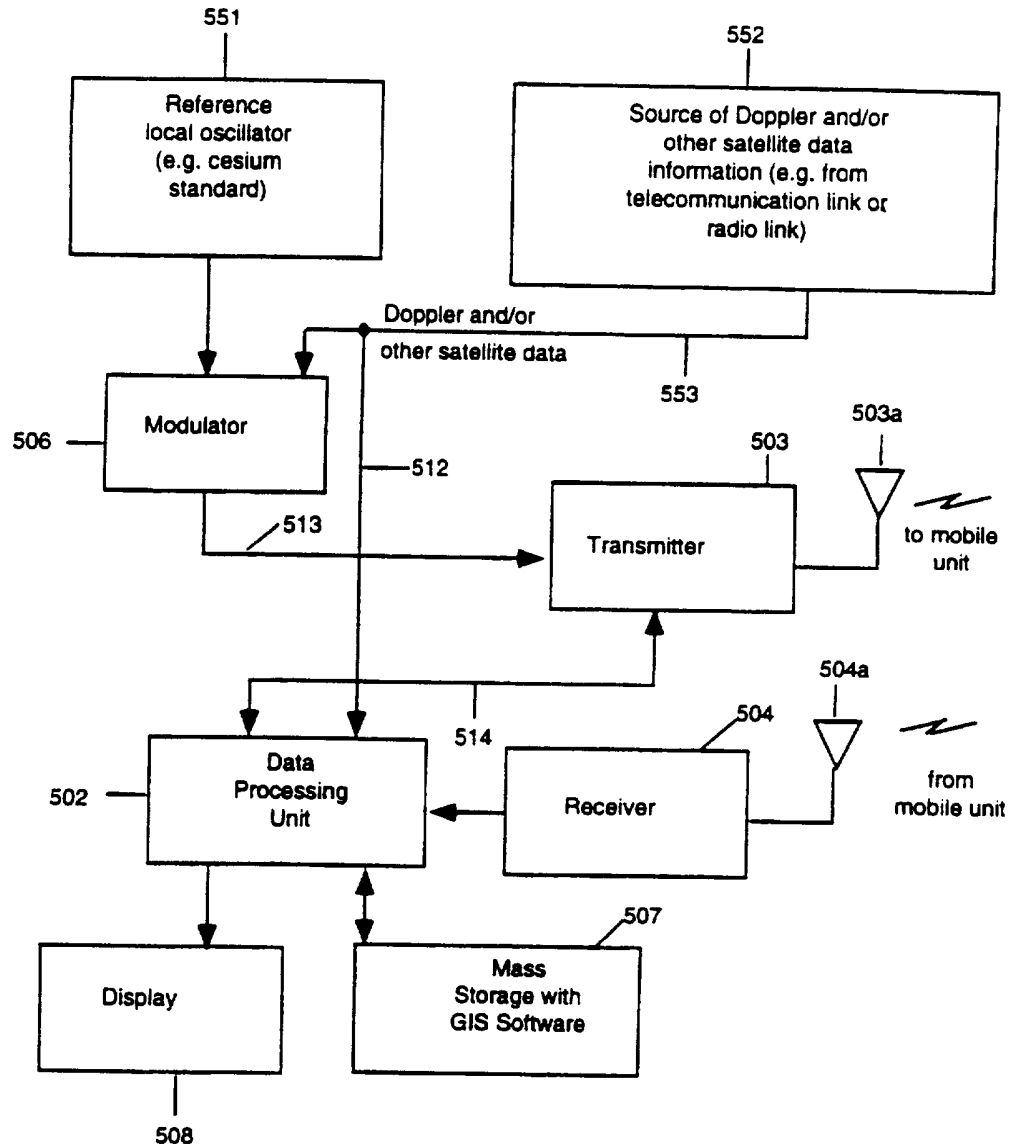 551
552
Reference
local oscillator
(e.g. cesium
standard)
Source of Doppler and/or
other satellite data
information (e.g. from
telecommunication link or
radio link)
Doppler and/or
other satellite data
553
503a
Modulator
506
503
512
513
Transmitter
to mobile
unit
504a
514
504
Data
Processing
Unit
502
Receiver
from
mobile unit
507
Display
Mass
Storage with
GIS Software
508